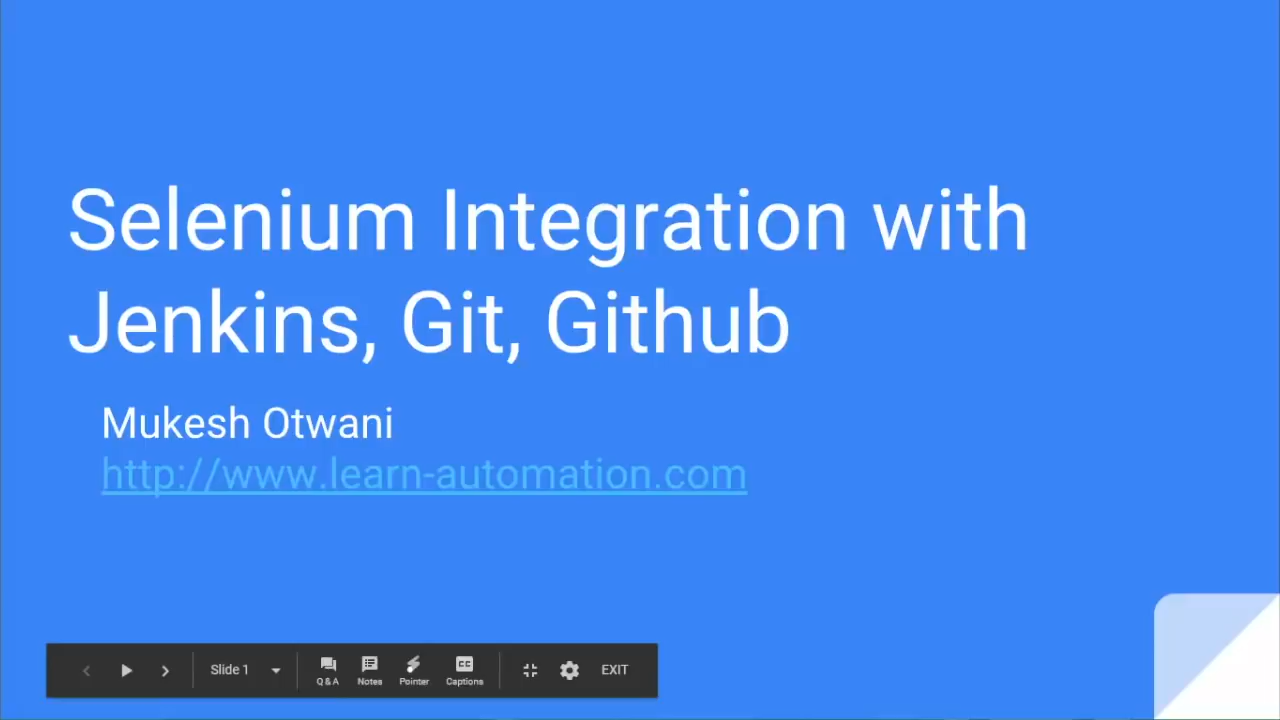 Selenium Integration with
Jenkins, Git, Github
Mukesh Otwani
http://www.learn-automation.com
Slide 1
Q & A
Notes
Pointer
CC
Captions
EXIT